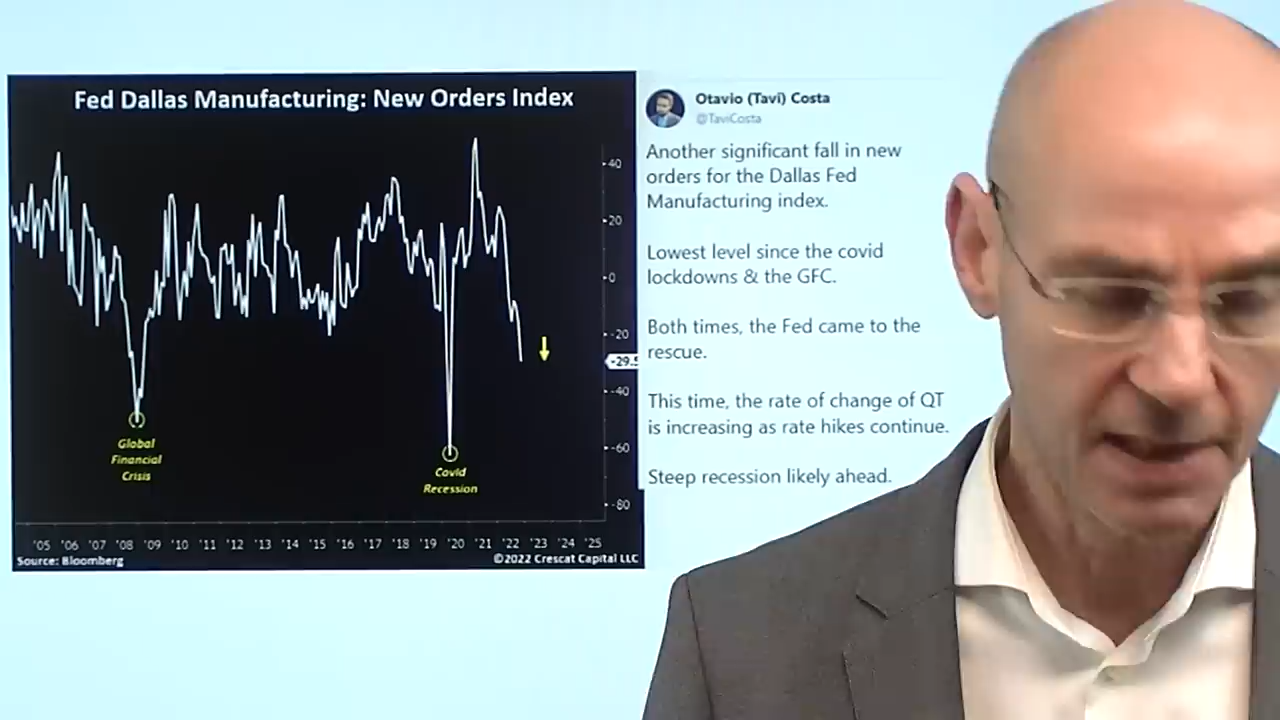 Fed Dallas Manufacturing: New Orders Index
40
20
0
-20
-29.5
-40
-60
-80
Global
Financial
Crisis
Covid
Recession
'05 '06 '07 '08 '09 '10 '11 '12 '13 '14 '15 '16 '17 '18 '19 '20 '21 '22 '23 '24 '25
Source: Bloomberg
©2022 Crescat Capital LLC
Otavio (Tavi) Costa
@TaviCosta
Another significant fall in new
orders for the Dallas Fed
Manufacturing index.
Lowest level since the covid
lockdowns & the GFC.
Both times, the Fed came to the
rescue.
This time, the rate of change of QT
is increasing as rate hikes continue.
Steep recession likely ahead.